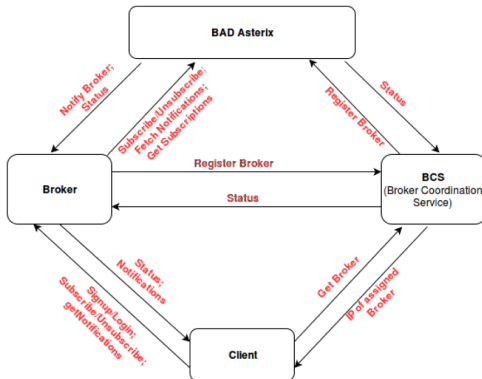 BAD Asterix
Notify Broker;
Status
Subscribe/Unsubscribe;
Fetch Notifications;
Get Subscriptions
Status
Register Broker
Broker
Register Broker
Status
BCS
(Broker Coordination
Service)
Status;
Notifications
Signup/Login;
Subscribe/Unsubscribe;
getNotifications
Get Broker
IP of assigned
Broker
Client